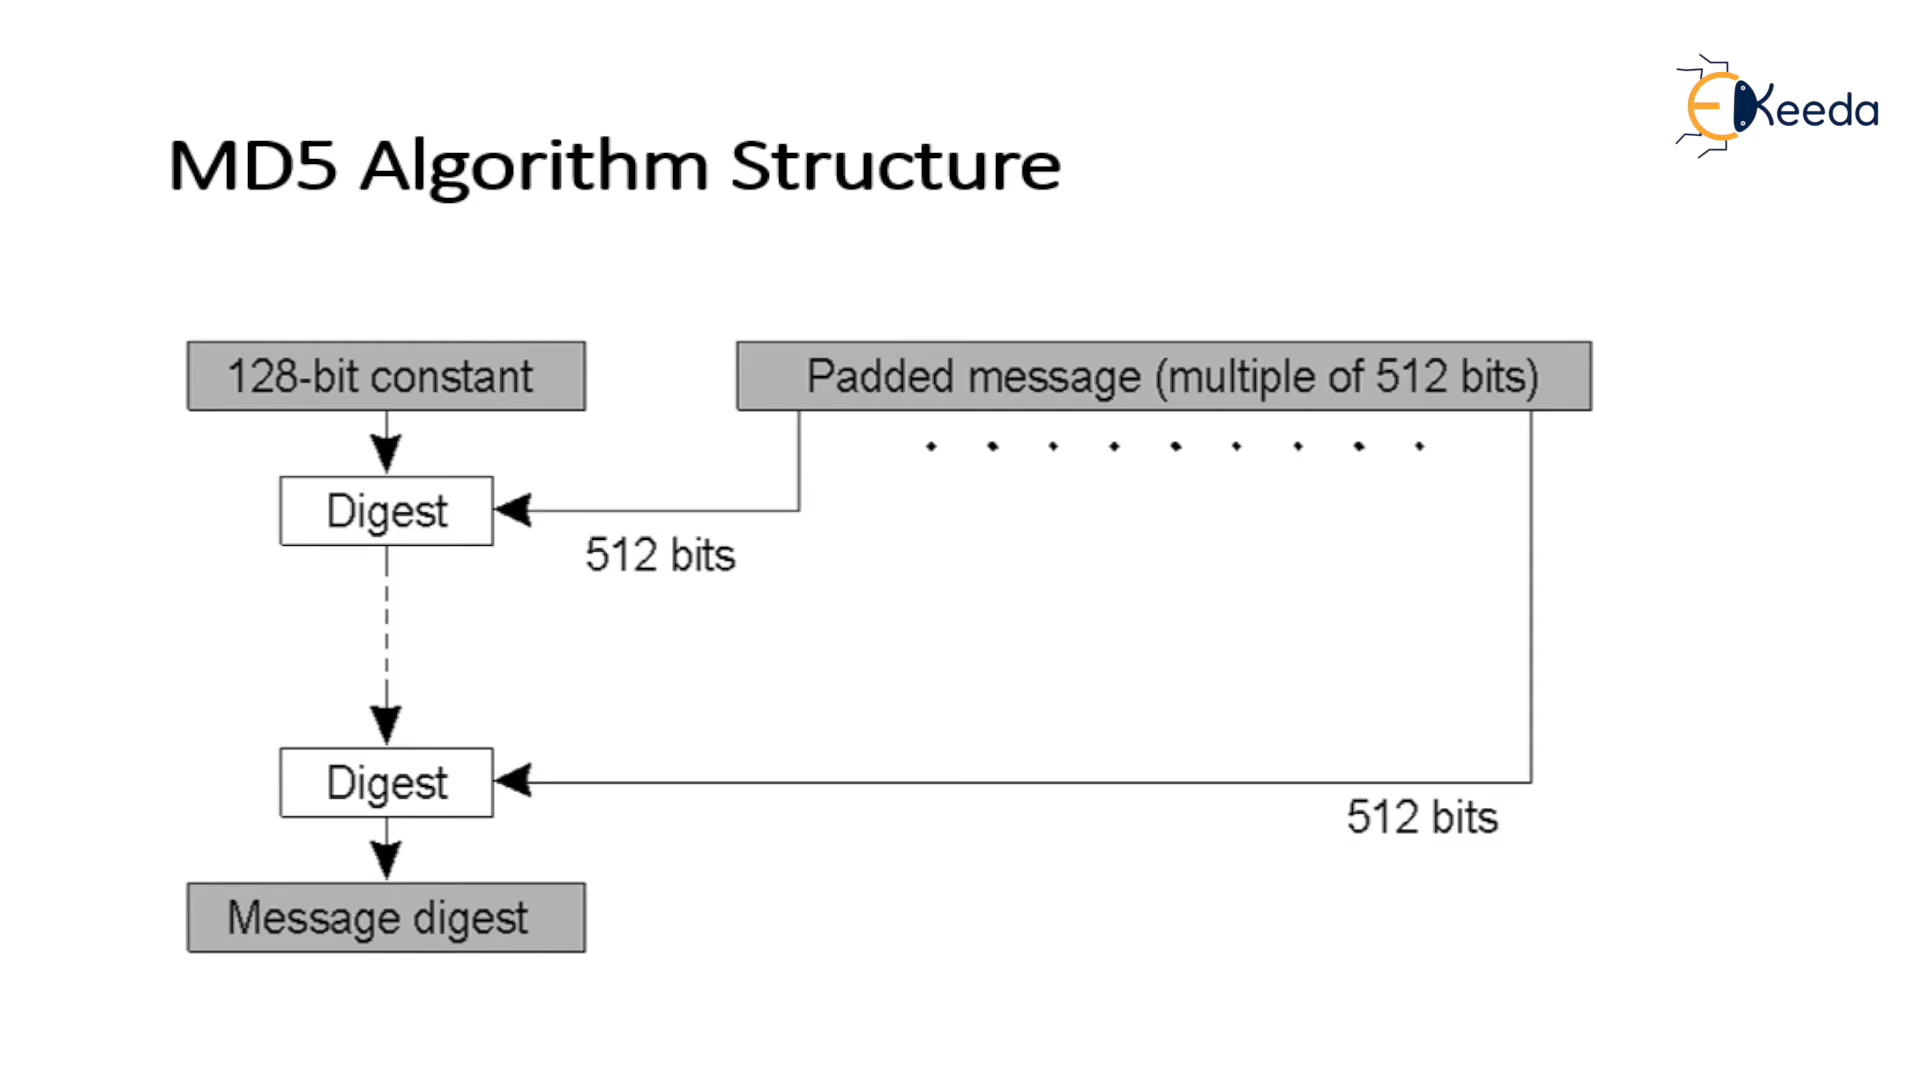 EKeeda
MD5 Algorithm Structure
128-bit constant
Padded message (multiple of 512 bits)
Digest
512 bits
Digest
512 bits
Message digest